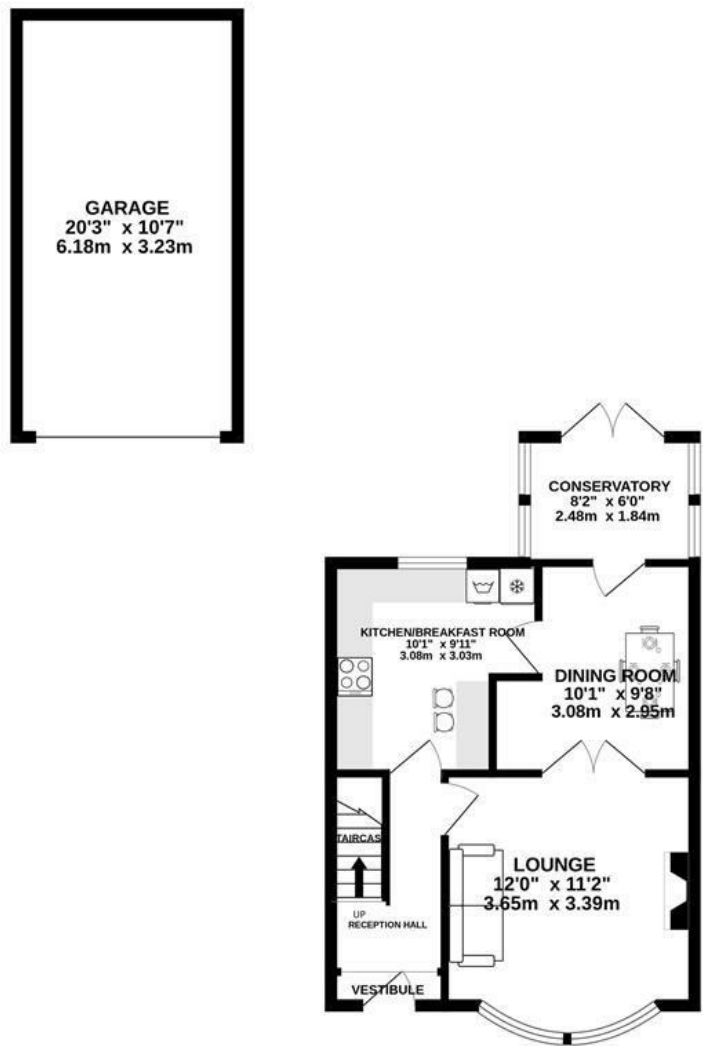 GARAGE
20'3" x 10'7"
6.18m x 3.23m
CONSERVATORY
8'2" x 6'0"
2.48m x 1.84m
KITCHEN/BREAKFAST ROOM
10'1" x 9'11"
3.08m x 3.03m
DINING ROOM
10'1" x 9'8"
3.08m x 2.95m
TAIRCAS
LOUNGE
12'0" x 11'2"
3.65m x 3.39m
UP
RECEPTION HALL
VESTIBULE